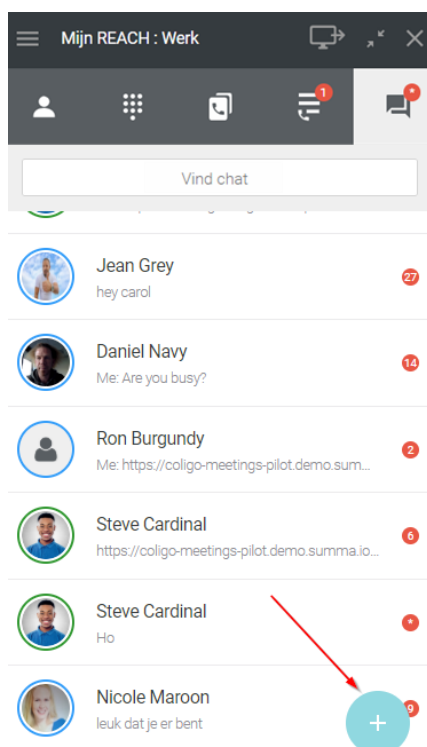 Mijn REACH : Werk
1
*
Vind chat
Jean Grey
hey carol
27
Daniel Navy
Me: Are you busy?
14
Ron Burgundy
Me: https://coligo-meetings-pilot.demo.sum...
2
Steve Cardinal
https://coligo-meetings-pilot.demo.summa.io...
6
Steve Cardinal
Ho
*
Nicole Maroon
leuk dat je er bent
9
+